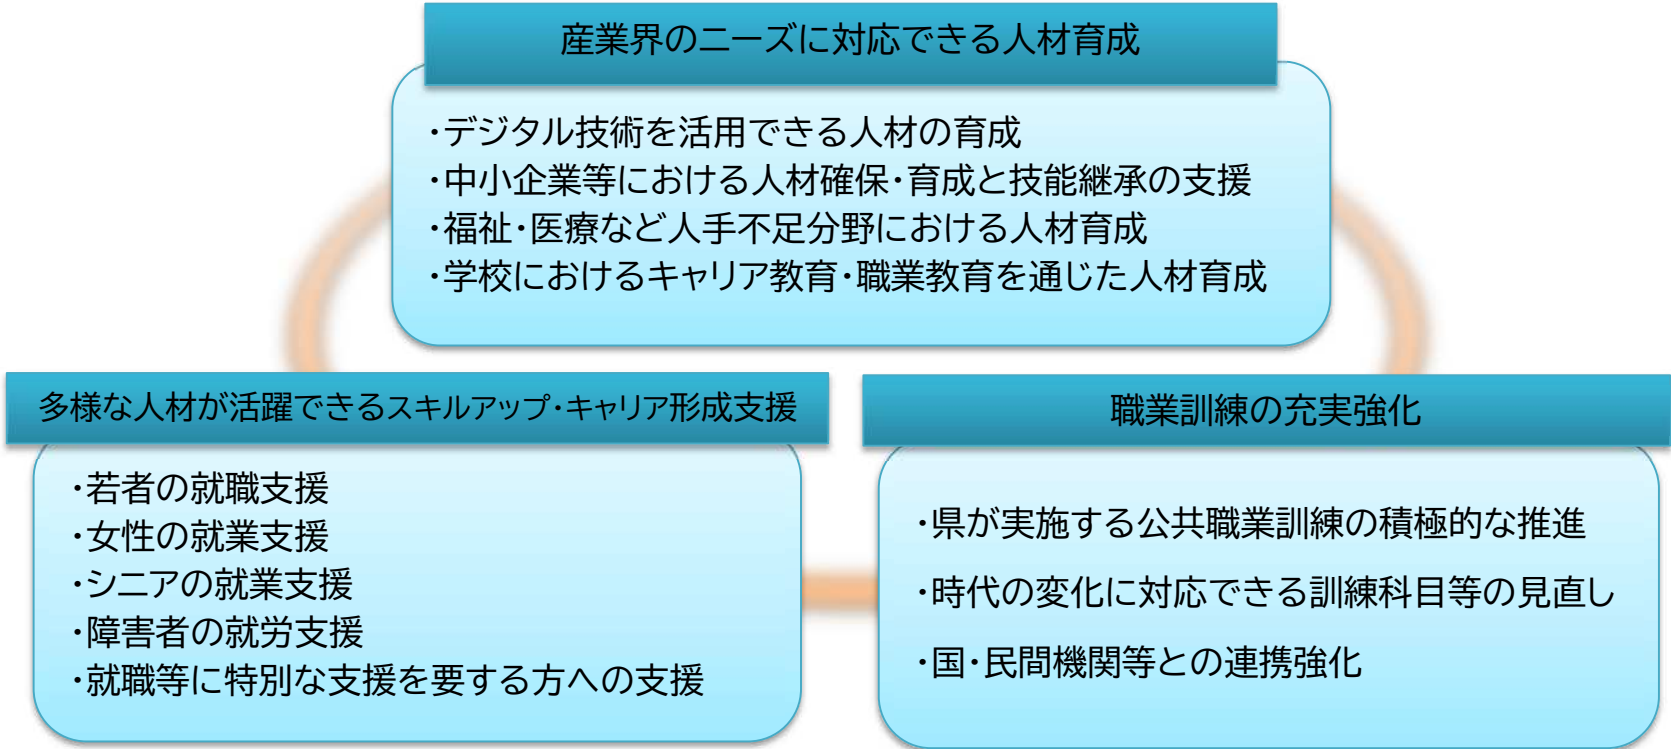 産業界のニーズに対応できる人材育成
・デジタル技術を活用できる人材の育成
・中小企業等における人材確保・育成と技能継承の支援
・福祉・医療など人手不足分野における人材育成
・学校におけるキャリア教育・職業教育を通じた人材育成
多様な人材が活躍できるスキルアップ・キャリア形成支援
・若者の就職支援
・女性の就業支援
・シニアの就業支援
・障害者の就労支援
・就職等に特別な支援を要する方への支援
職業訓練の充実強化
・県が実施する公共職業訓練の積極的な推進
・時代の変化に対応できる訓練科目等の見直し
・国・民間機関等との連携強化